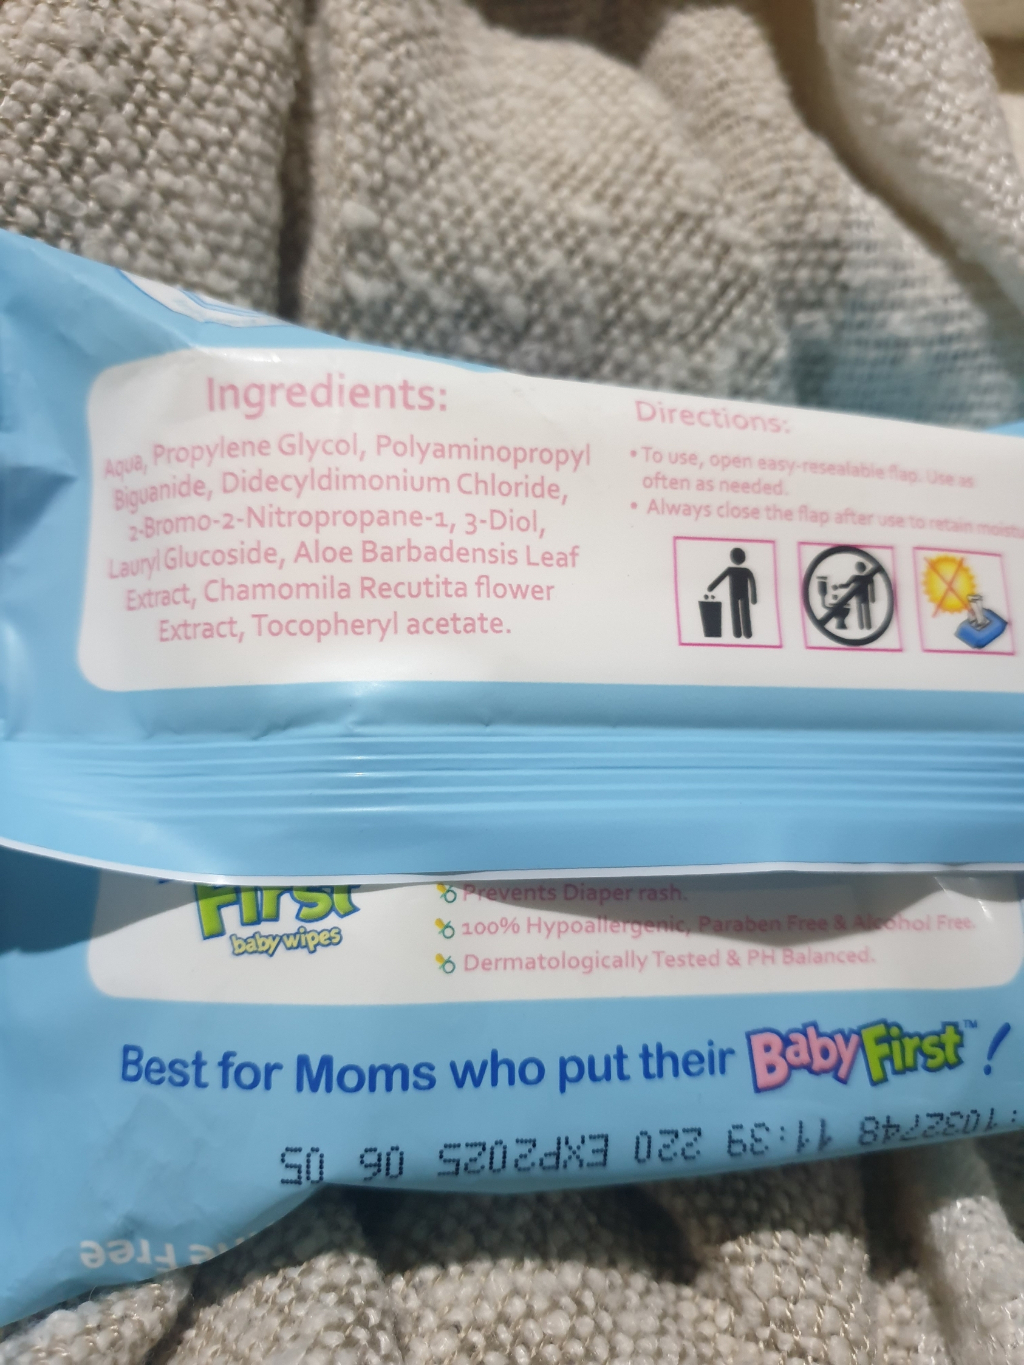 Ingredients:
Aqua, Propylene Glycol, Polyaminopropyl
Biguanide, Didecyldimonium Chloride,
2-Bromo-2-Nitropropane-1, 3-Diol,
Lauryl Glucoside, Aloe Barbadensis Leaf
Extract, Chamomila Recutita flower
Extract, Tocopheryl acetate.
Directions:
• To use, open easy-resealable flap. Use as
often as needed.
• Always close the flap after use to retain
First
baby wipes
Prevents Diaper rash.
100% Hypoallergenic, Paraben Free & Alcohol Free.
Dermatologically Tested & PH Balanced.
Best for Moms who put their BabyFirst™!
11:39 220 EXP2025 06 05
Free